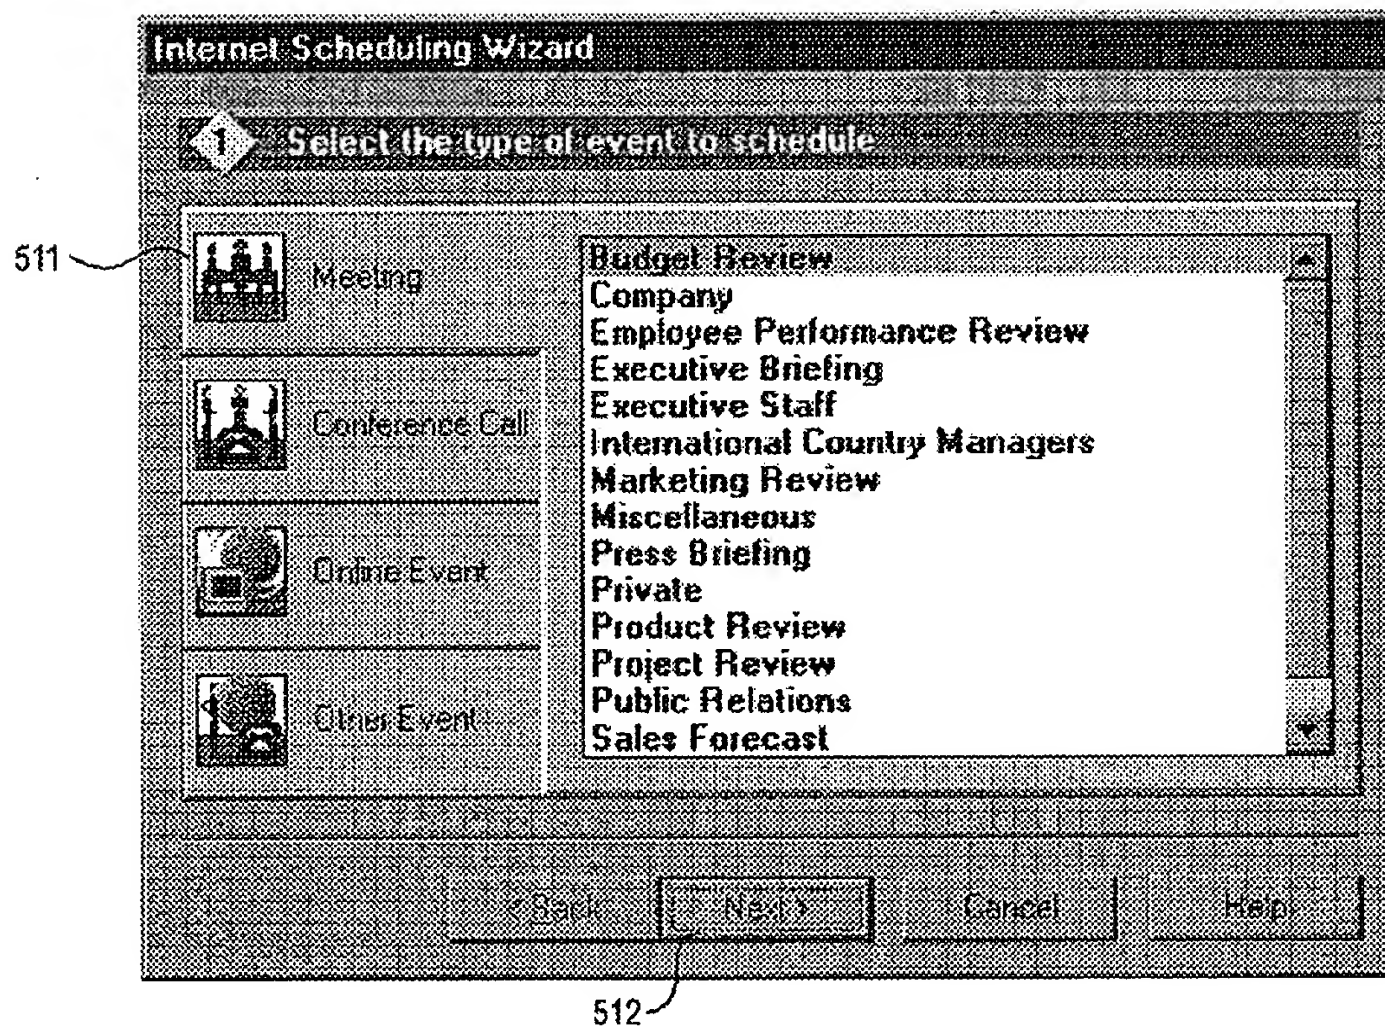 Internet Scheduling Wizard
1 Select the type of event to schedule
511
Meeting
Conference Call
Online Event
Other Event
Budget Review
Company
Employee Performance Review
Executive Briefing
Executive Staff
International Country Managers
Marketing Review
Miscellaneous
Press Briefing
Private
Product Review
Project Review
Public Relations
Sales Forecast
< Back
Next >
Cancel
Help
512